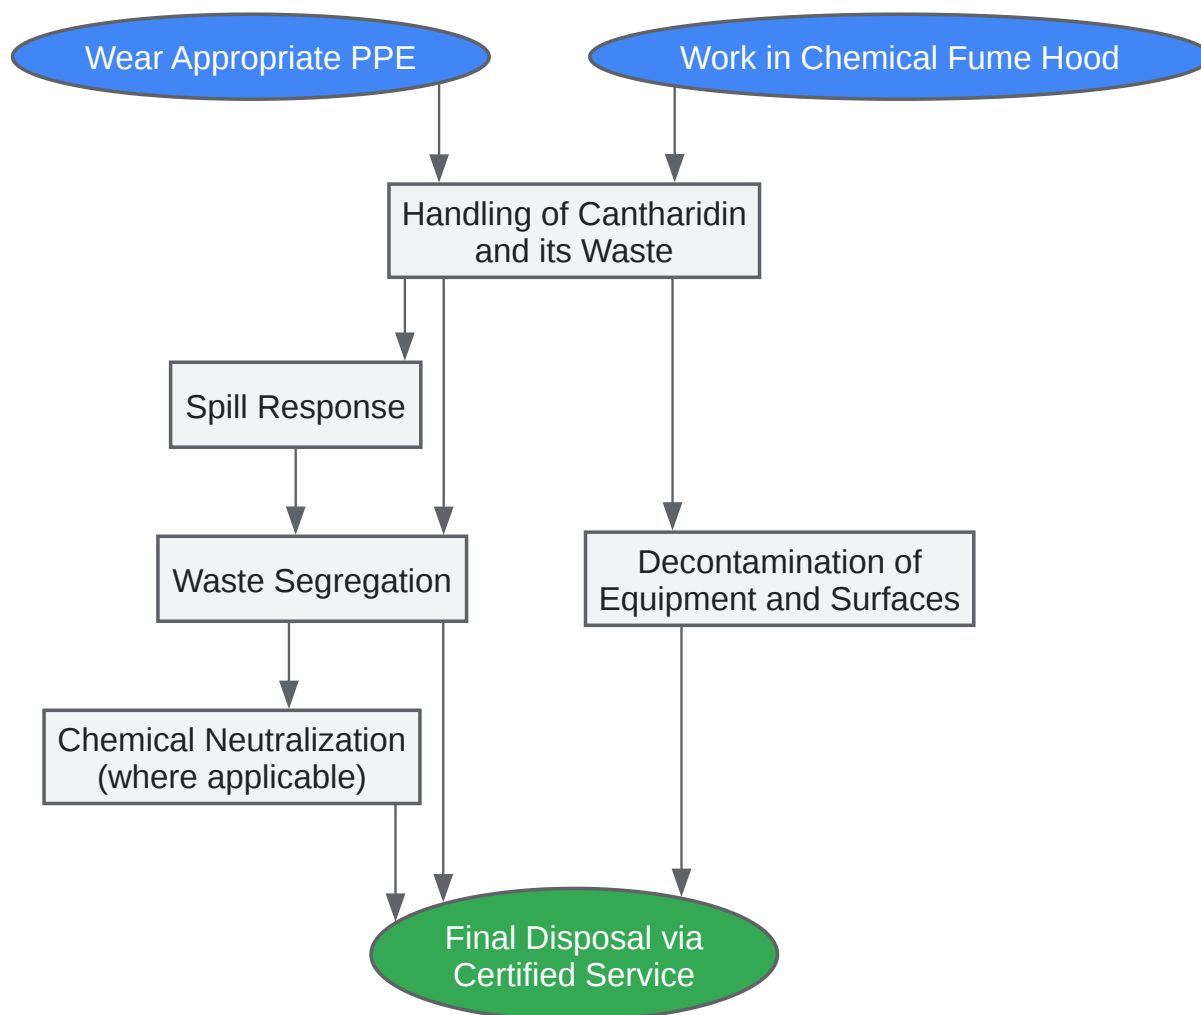 Wear Appropriate PPE
Work in Chemical Fume Hood
Handling of Cantharidin
and its Waste
Spill Response
Waste Segregation
Decontamination of
Equipment and Surfaces
Chemical Neutralization
(where applicable)
Final Disposal via
Certified Service